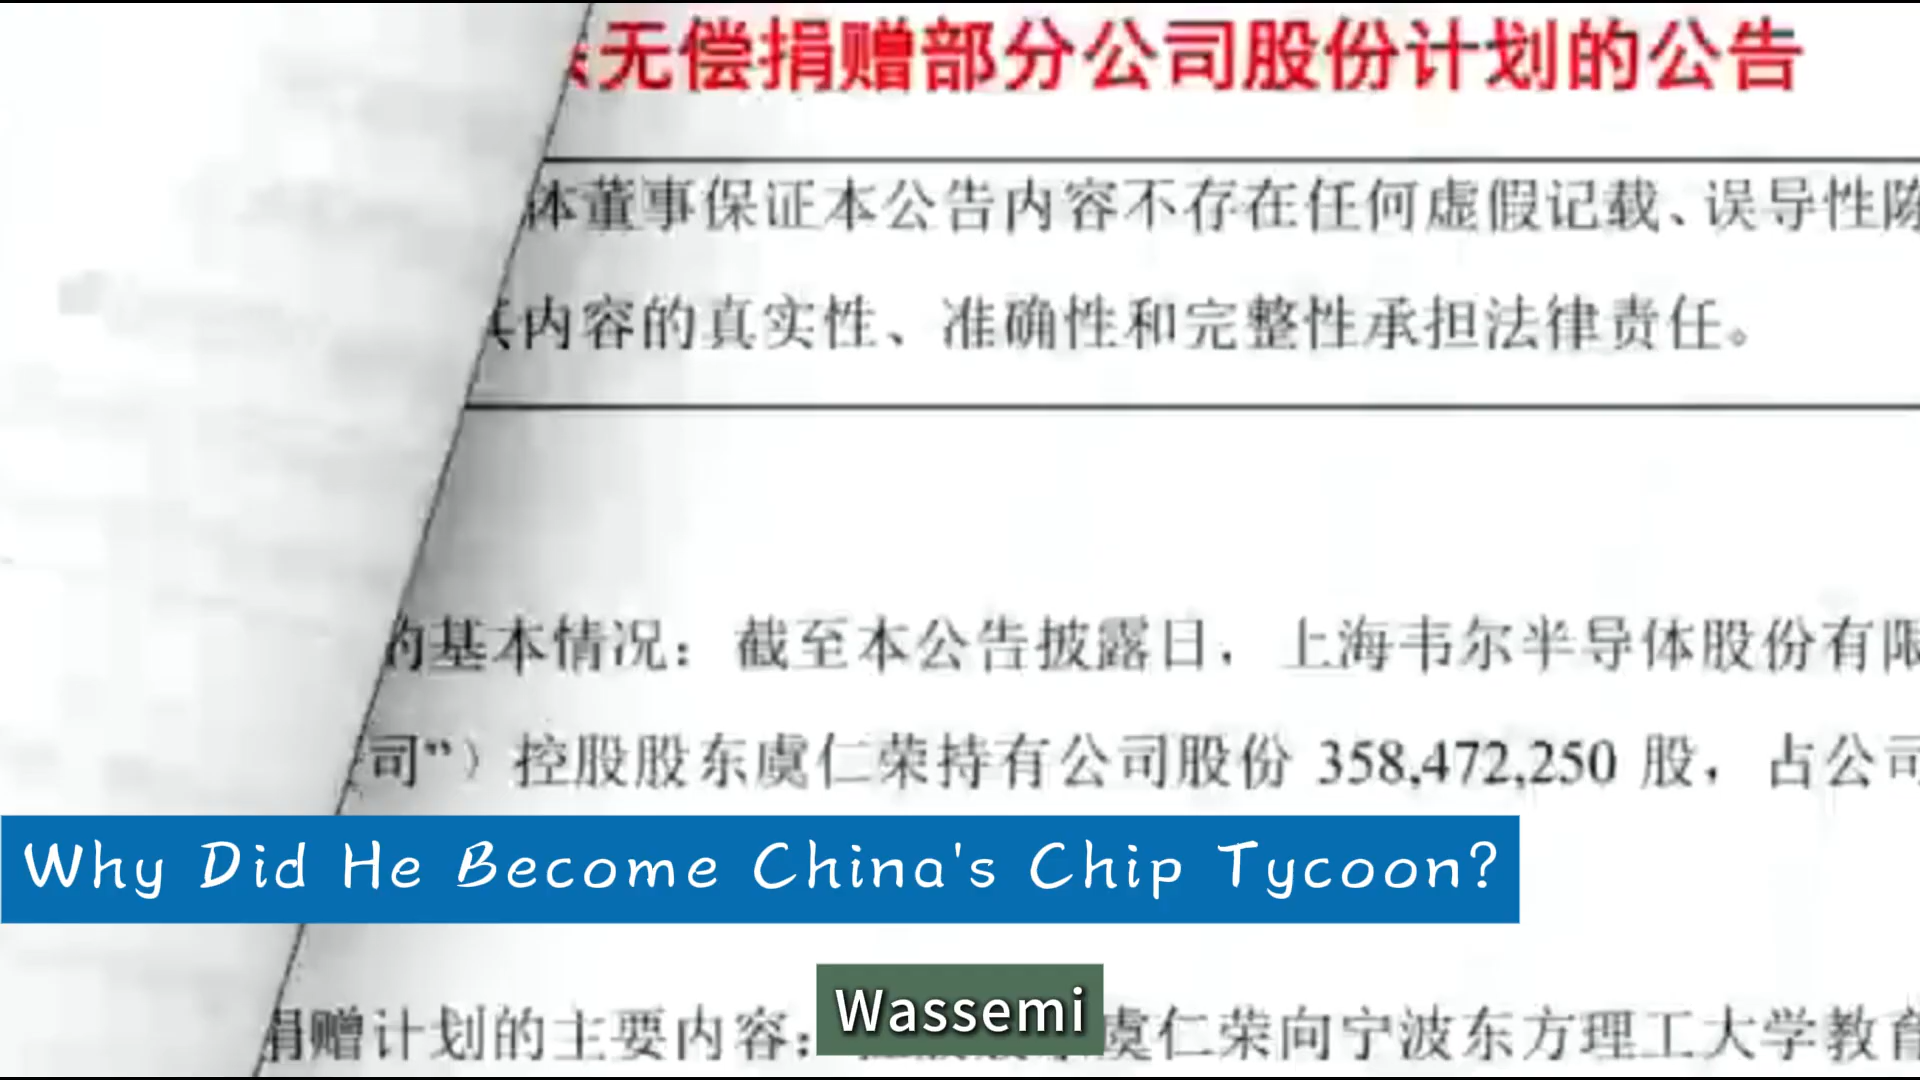 无偿捐赠部分公司股份计划的公告
体董事保证本公告内容不存在任何虚假记载、误导性陈
其内容的真实性、准确性和完整性承担法律责任。
的基本情况：截至本公告披露日，上海韦尔半导体股份有限
司”）控股股东虞仁荣持有公司股份 358,472,250 股，占公司
Why Did He Become China's Chip Tycoon?
捐赠计划的主要内容：
虞仁荣向宁波东方理工大学教育
Wassemi